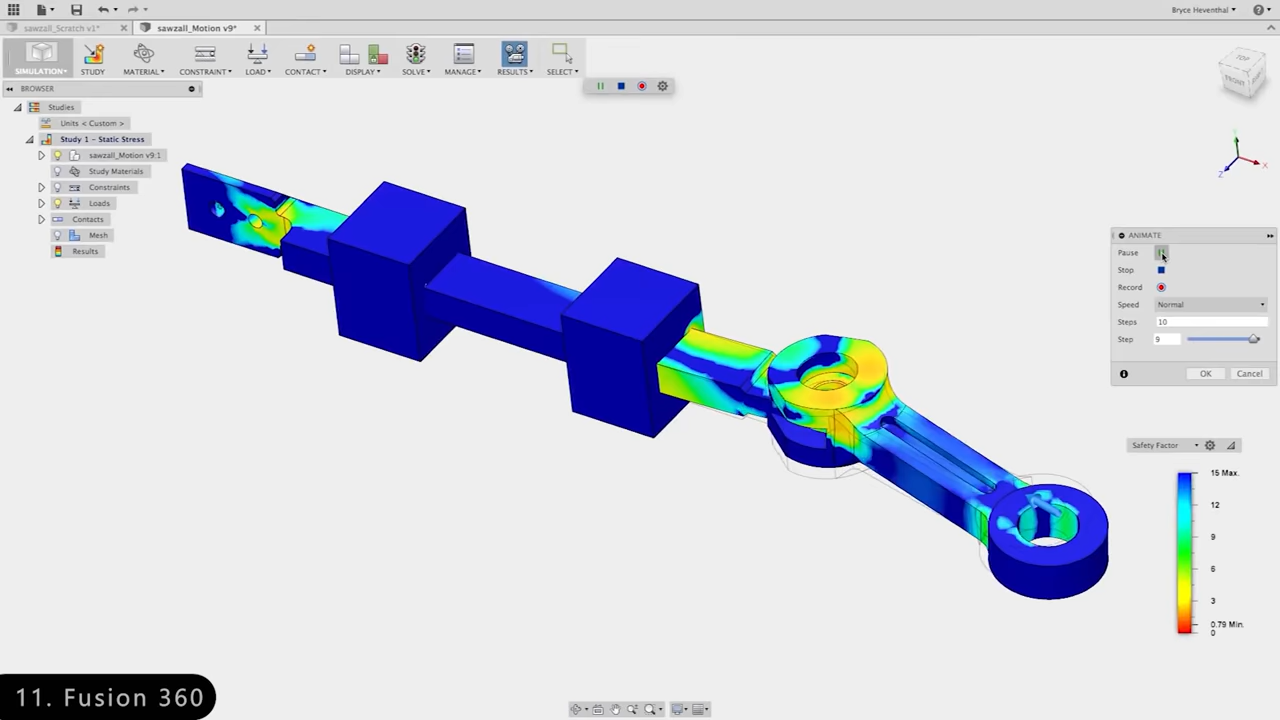 Bryce Heventhal
sawzall_Scratch v1*
sawzall_Motion v9*
SIMULATION
STUDY
MATERIAL
CONSTRAINT
LOAD
CONTACT
DISPLAY
SOLVE
MANAGE
RESULTS
SELECT
BROWSER
Studies
Units < Custom >
Study 1 - Static Stress
sawzall_Motion v9:1
Study Materials
Constraints
Loads
Contacts
Mesh
Results
TOP
FRONT
Y
X
Z
ANIMATE
Pause
Stop
Record
Speed Normal
Steps 10
Step 9
OK Cancel
Safety Factor
15 Max.
12
9
6
3
0.79 Min.
0
11. Fusion 360